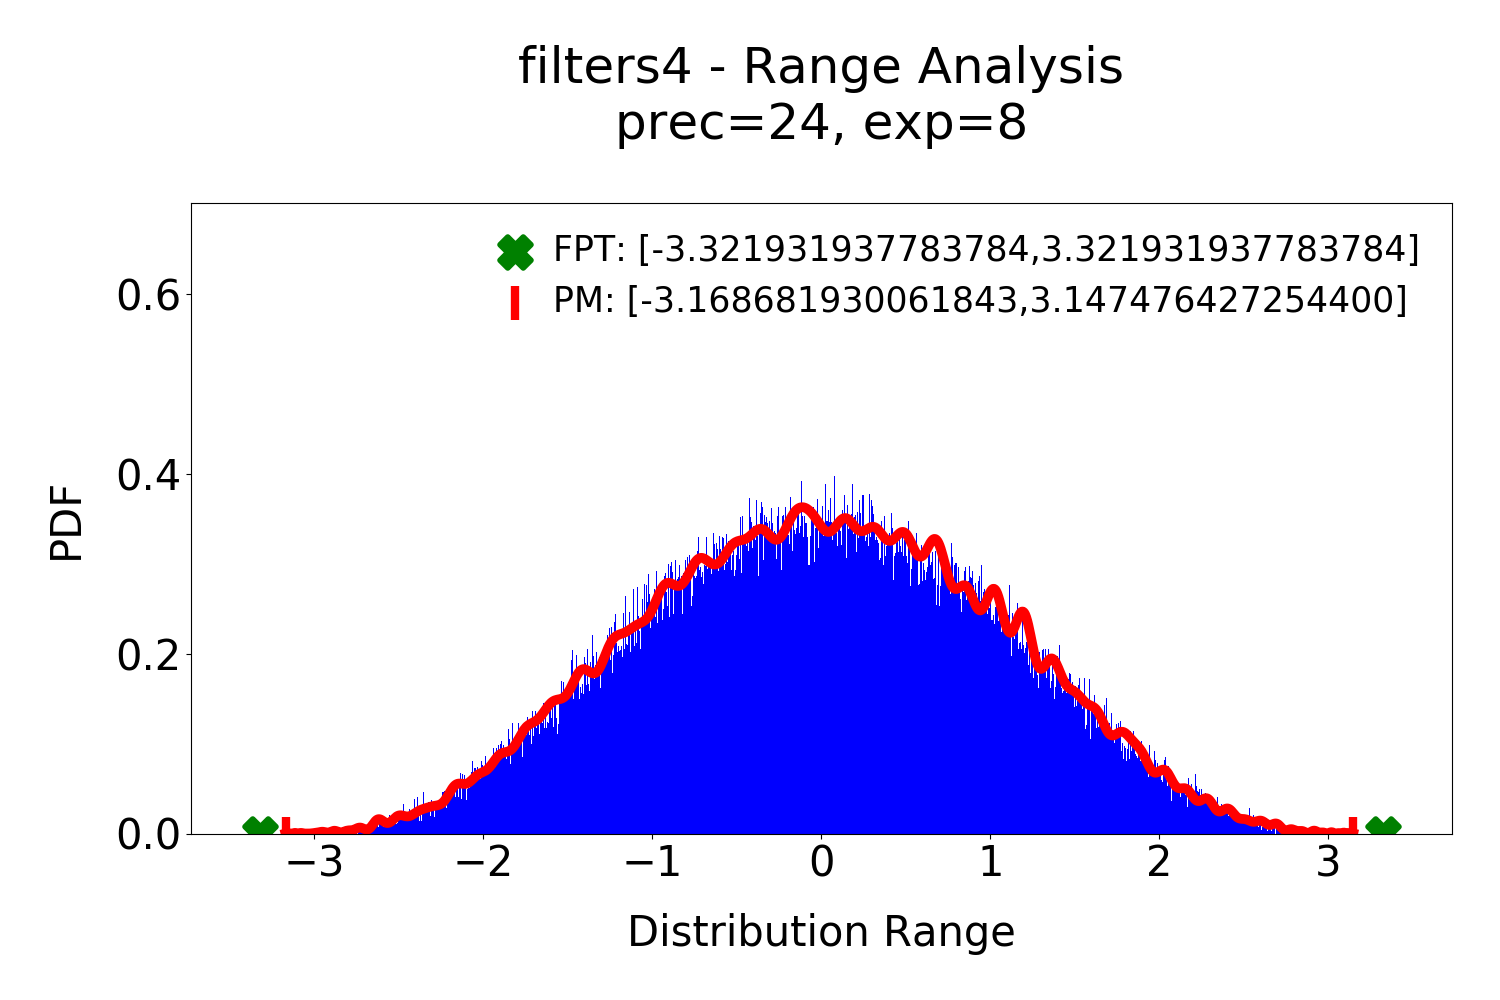 filters4 - Range Analysis
prec=24, exp=8
FPT: [-3.321931937783784,3.321931937783784]
PM: [-3.168681930061843,3.147476427254400]
0.6
0.4
0.2
0.0
PDF
−3 −2 −1 0 1 2 3
Distribution Range